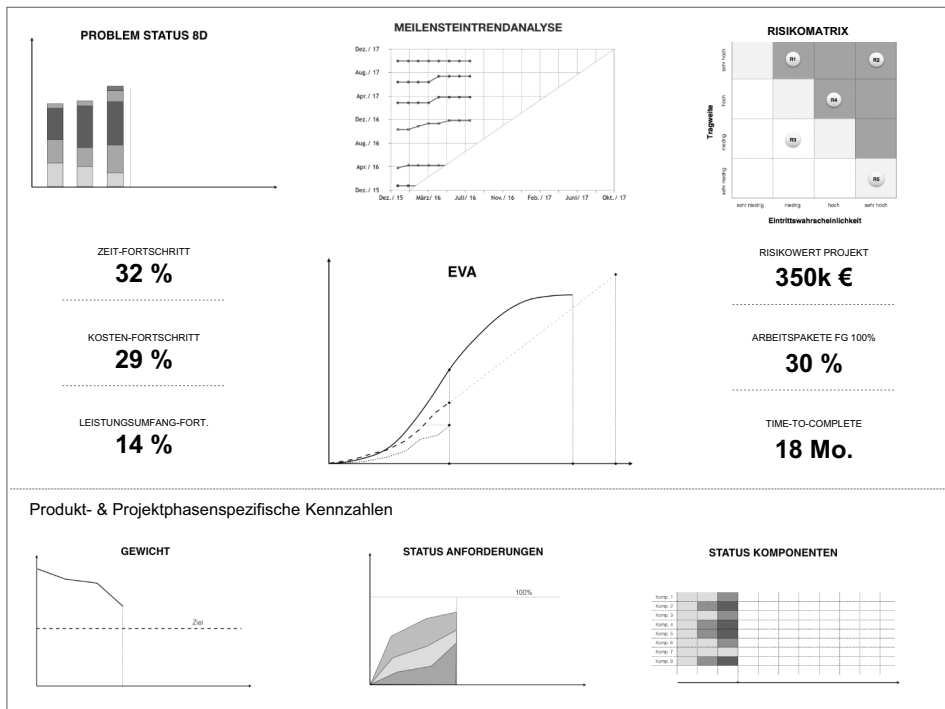 PROBLEM STATUS 8D
MEILENSTEINTRENDANALYSE
Dez./ 17
Aug./ 17
Apr./ 17
Dez./ 16
Aug./ 16
Apr./ 16
Dez./ 15
Dez./ 15 März/ 16 Juli/ 16 Nov./ 16 Feb./ 17 Juni/ 17 Okt./ 17
RISIKOMATRIX
Tragweite
sehr hoch
hoch
niedrig
sehr niedrig
R1
R2
R4
R3
R5
sehr niedrig niedrig hoch sehr hoch
Eintrittswahrscheinlichkeit
ZEIT-FORTSCHRITT
32 %
KOSTEN-FORTSCHRITT
29 %
LEISTUNGSUMFANG-FORT.
14 %
EVA
RISIKOWERT PROJEKT
350k €
ARBEITSPAKETE FG 100%
30 %
TIME-TO-COMPLETE
18 Mo.
Produkt- & Projektphasenspezifische Kennzahlen
GEWICHT
Ziel
STATUS ANFORDERUNGEN
100%
STATUS KOMPONENTEN
Komp. 1
Komp. 2
Komp. 3
Komp. 4
Komp. 5
Komp. 6
Komp. 7
Komp. 8